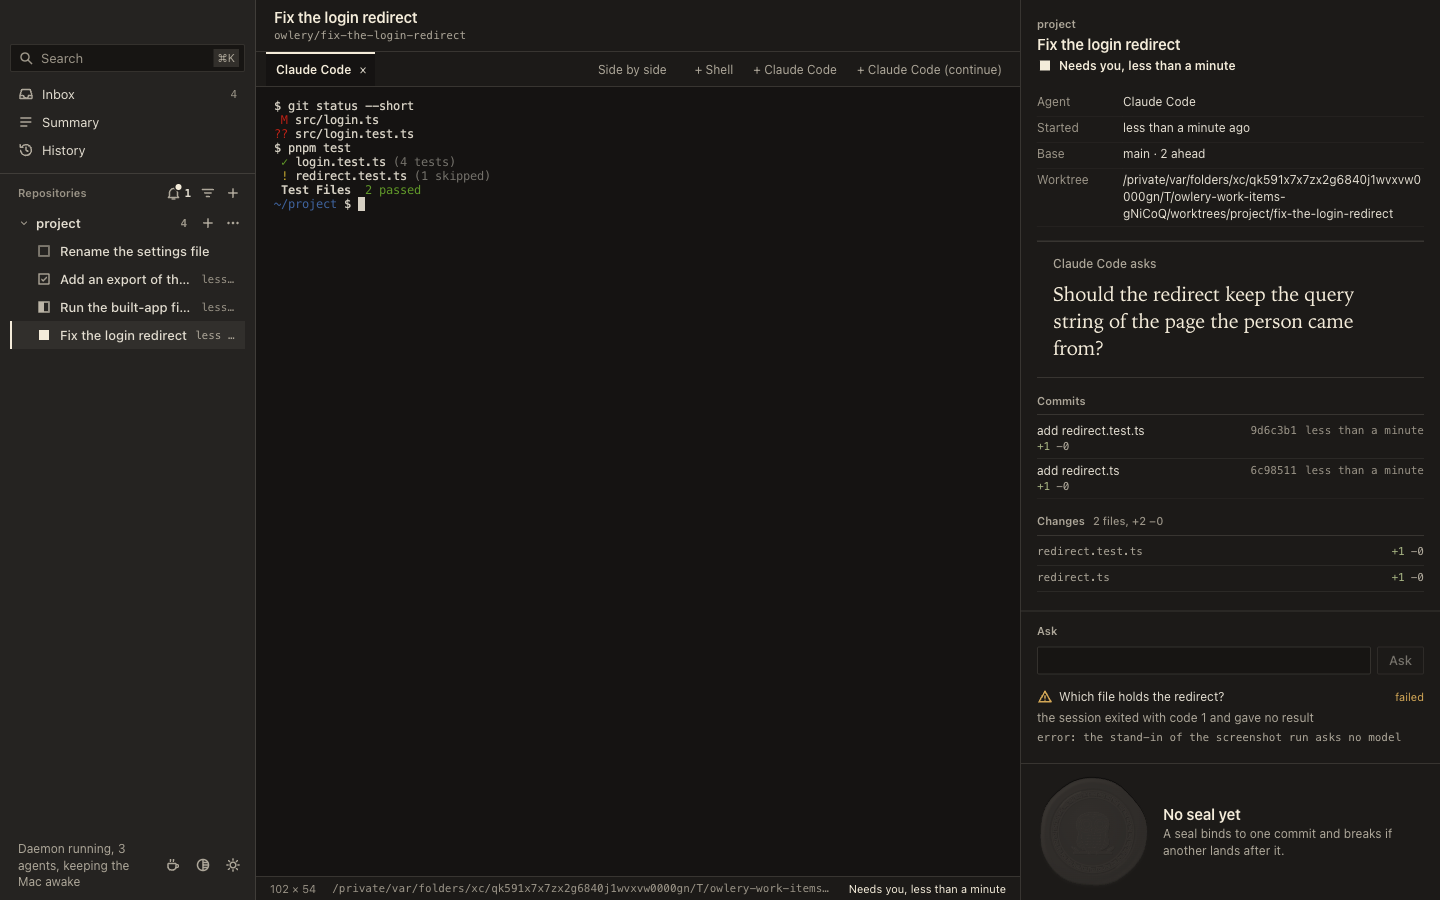 Search ⌘K
Inbox 4
Summary
History
Repositories 1
project 4
Rename the settings file
Add an export of th… less…
Run the built-app fi… less…
Fix the login redirect less …
Daemon running, 3
agents, keeping the
Mac awake
Fix the login redirect
owlery/fix-the-login-redirect
Claude Code × Side by side + Shell + Claude Code + Claude Code (continue)
$ git status --short
M src/login.ts
?? src/login.test.ts
$ pnpm test
✓ login.test.ts (4 tests)
! redirect.test.ts (1 skipped)
Test Files 2 passed
~/project $
102 × 54 /private/var/folders/xc/qk591x7x7zx2g6840j1wvxvw0000gn/T/owlery-work-items… Needs you, less than a minute
project
Fix the login redirect
Needs you, less than a minute
Agent Claude Code
Started less than a minute ago
Base main · 2 ahead
Worktree /private/var/folders/xc/qk591x7x7zx2g6840j1wvxvw0
000gn/T/owlery-work-items-
gNiCoQ/worktrees/project/fix-the-login-redirect
Claude Code asks
Should the redirect keep the query
string of the page the person came
from?
Commits
add redirect.test.ts 9d6c3b1 less than a minute
+1 −0
add redirect.ts 6c98511 less than a minute
+1 −0
Changes 2 files, +2 −0
redirect.test.ts +1 −0
redirect.ts +1 −0
Ask
Ask
Which file holds the redirect? failed
the session exited with code 1 and gave no result
error: the stand-in of the screenshot run asks no model
No seal yet
A seal binds to one commit and breaks if
another lands after it.